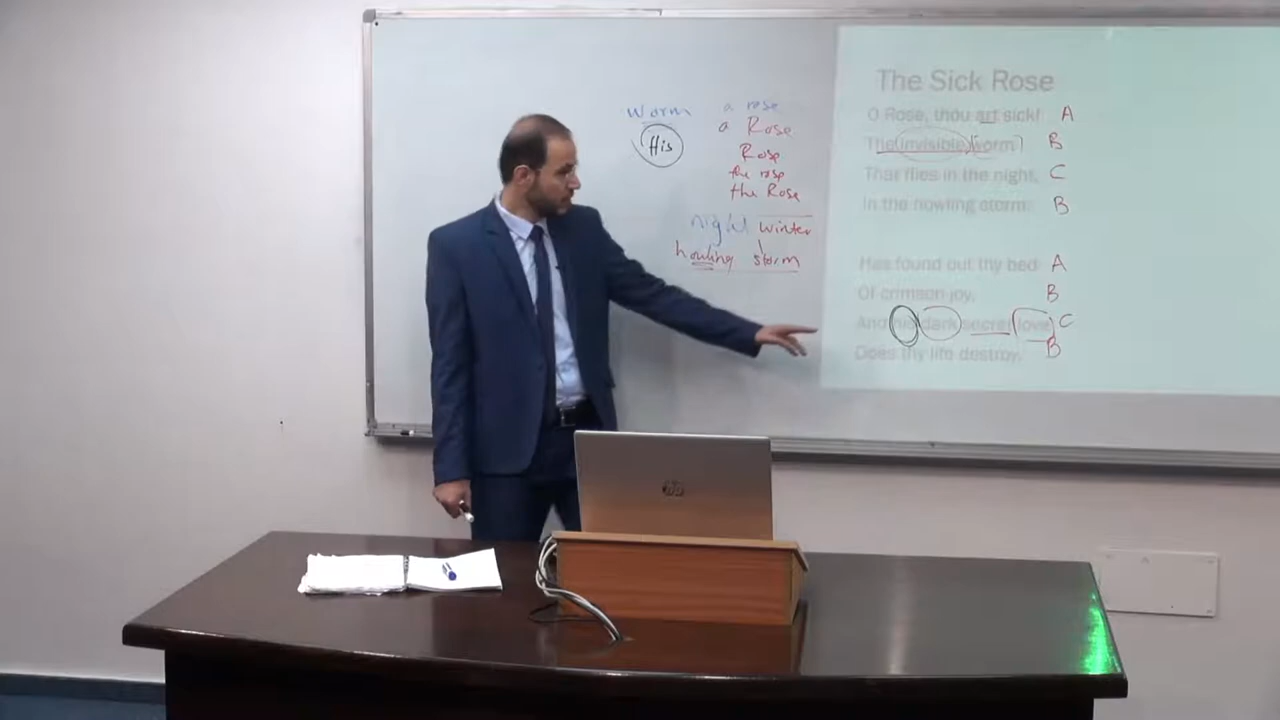 worm a rose
His a Rose
Rose
the rose
the Rose
night winter
howling storm
The Sick Rose
O Rose, thou art sick! A
The invisible worm B
That flies in the night, C
In the howling storm: B
Has found out thy bed A
Of crimson joy, B
And his dark secret love C
Does thy life destroy. B
hp